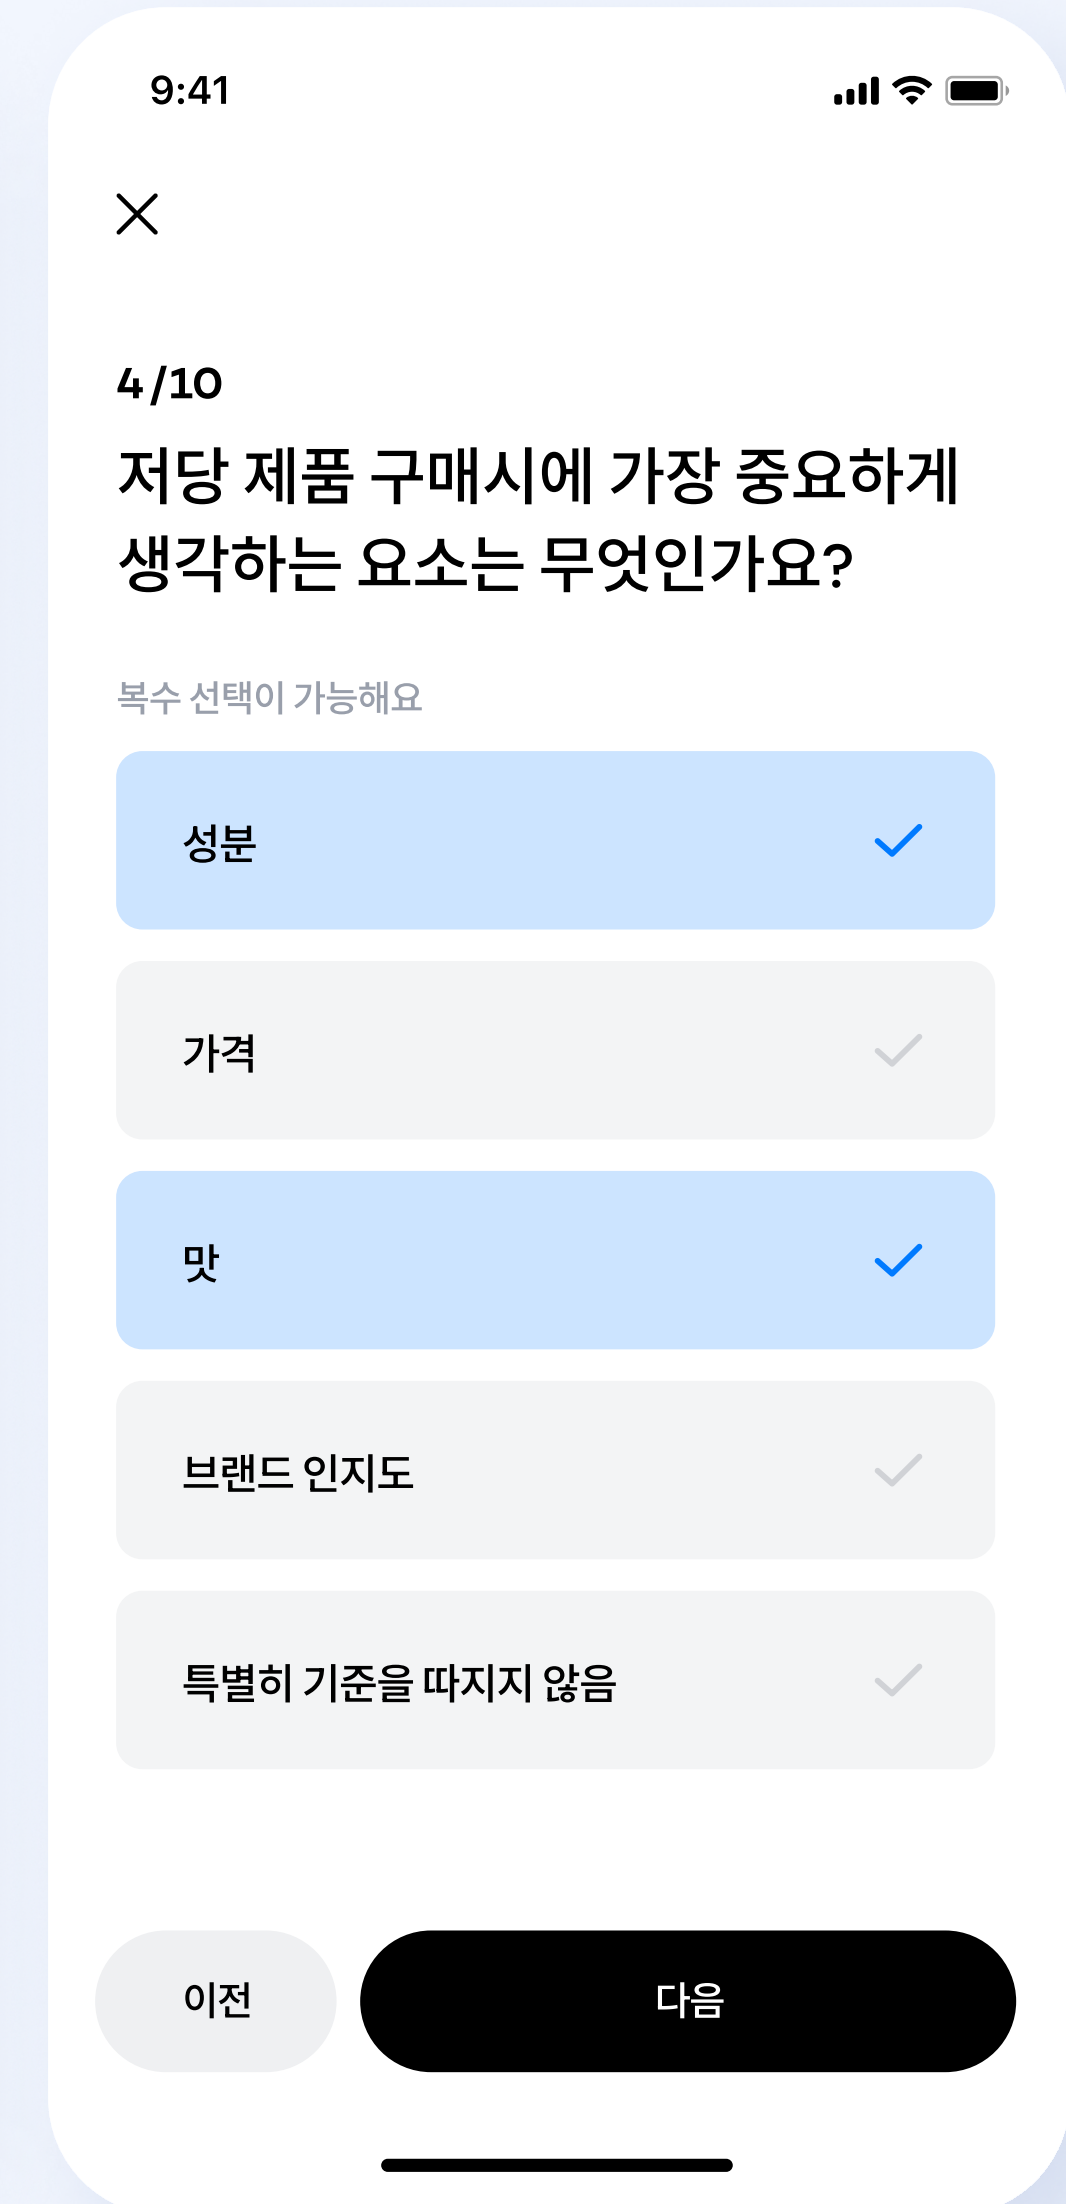 9:41
4/10
저당 제품 구매시에 가장 중요하게
생각하는 요소는 무엇인가요?
복수 선택이 가능해요
성분
가격
맛
브랜드 인지도
특별히 기준을 따지지 않음
이전
다음